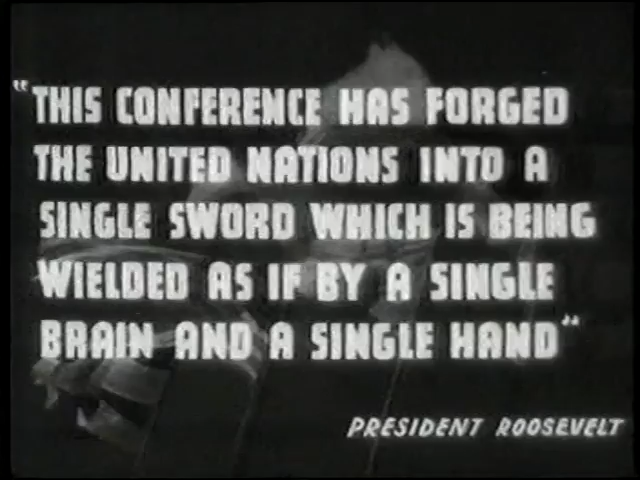 "THIS CONFERENCE HAS FORGED
THE UNITED NATIONS INTO A
SINGLE SWORD WHICH IS BEING
WIELDED AS IF BY A SINGLE
BRAIN AND A SINGLE HAND"
PRESIDENT ROOSEVELT